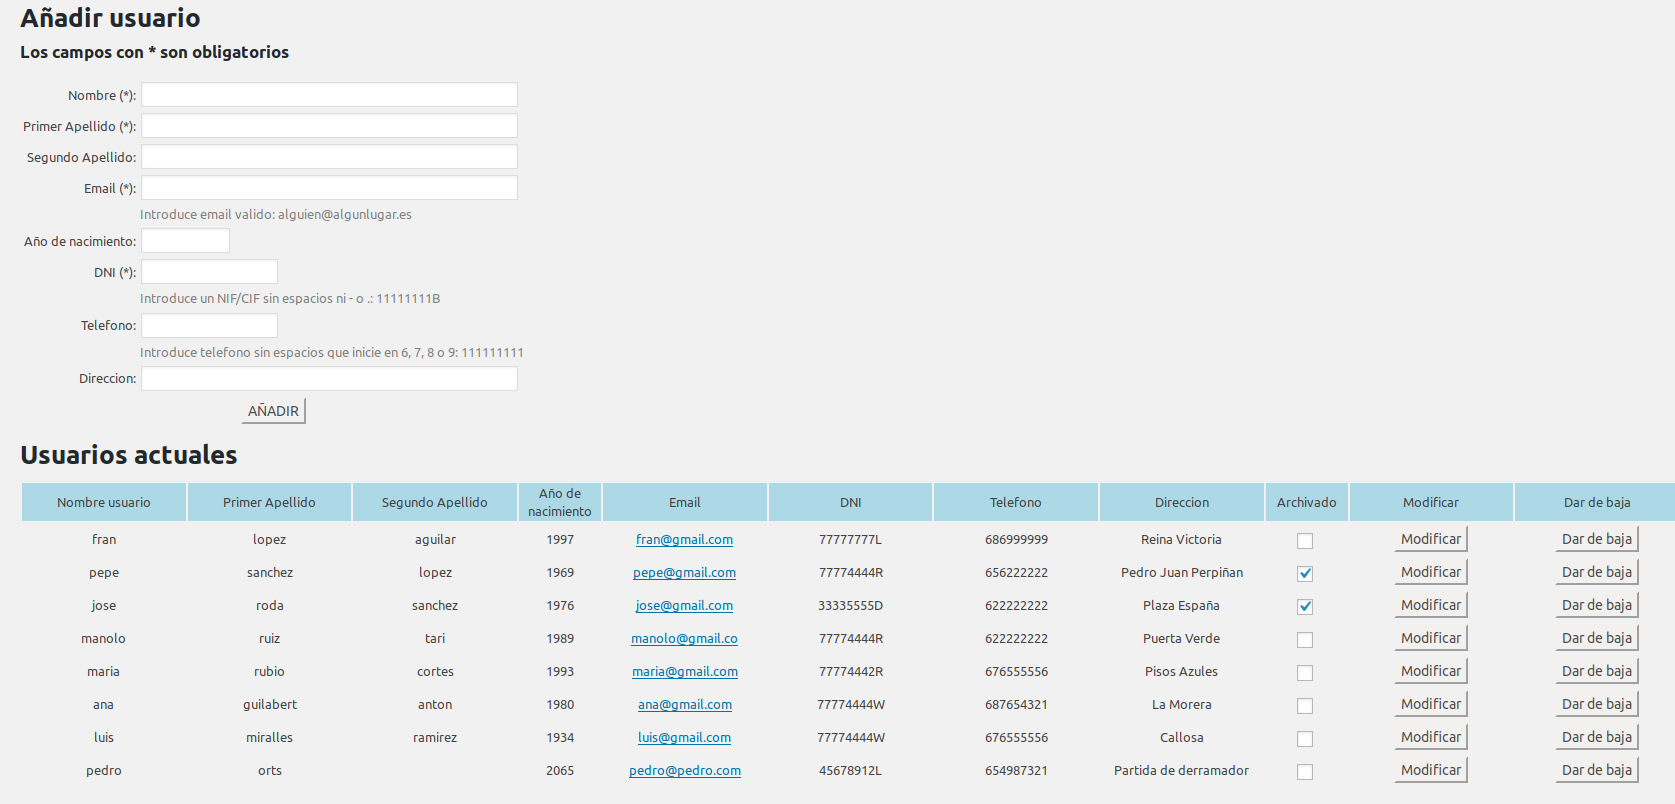 Añadir usuario
Los campos con * son obligatorios
Nombre (*):
Primer Apellido (*):
Segundo Apellido:
Email (*):
Introduce email valido: alguien@algunlugar.es
Año de nacimiento:
DNI (*):
Introduce un NIF/CIF sin espacios ni - o .: 11111111B
Telefono:
Introduce telefono sin espacios que inicie en 6, 7, 8 o 9: 111111111
Direccion:
AÑADIR
Usuarios actuales
Nombre usuario Primer Apellido Segundo Apellido Año de nacimiento Email DNI Telefono Direccion Archivado Modificar Dar de baja
fran lopez aguilar 1997 fran@gmail.com 77777777L 686999999 Reina Victoria Modificar Dar de baja
pepe sanchez lopez 1969 pepe@gmail.com 77774444R 656222222 Pedro Juan Perpiñan Modificar Dar de baja
jose roda sanchez 1976 jose@gmail.com 33335555D 622222222 Plaza España Modificar Dar de baja
manolo ruiz tari 1989 manolo@gmail.co 77774444R 622222222 Puerta Verde Modificar Dar de baja
maria rubio cortes 1993 maria@gmail.com 77774442R 676555556 Pisos Azules Modificar Dar de baja
ana guilabert anton 1980 ana@gmail.com 77774444W 687654321 La Morera Modificar Dar de baja
luis miralles ramirez 1934 luis@gmail.com 77774444W 676555556 Callosa Modificar Dar de baja
pedro orts 2065 pedro@pedro.com 45678912L 654987321 Partida de derramador Modificar Dar de baja